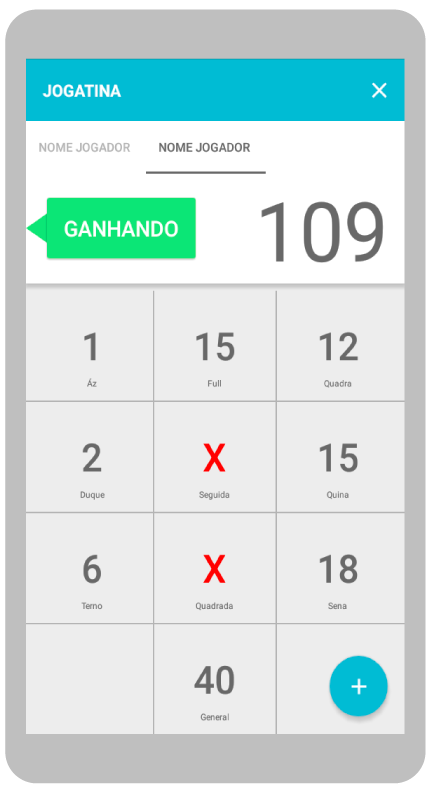 JOGATINA ×
NOME JOGADOR NOME JOGADOR
GANHANDO 109
1 15 12
Áz Full Quadra
2 X 15
Duque Seguida Quina
6 X 18
Terno Quadrada Sena
40 +
General